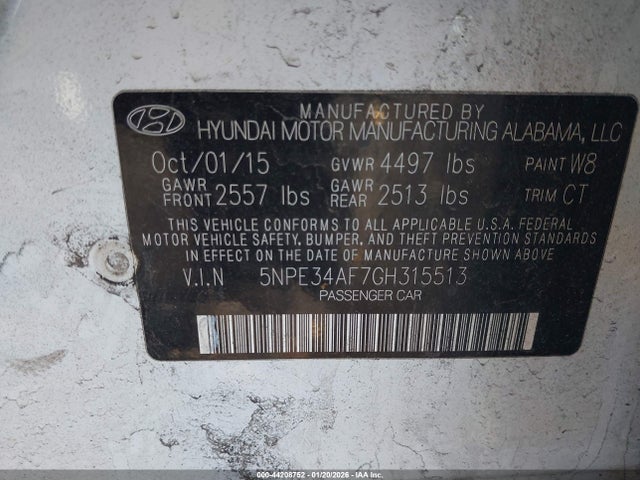 MANUFACTURED BY
HYUNDAI MOTOR MANUFACTURING ALABAMA, LLC
Oct/01/15 GVWR 4497 lbs PAINT W8
GAWR FRONT 2557 lbs GAWR REAR 2513 lbs TRIM CT
THIS VEHICLE CONFORMS TO ALL APPLICABLE U.S.A. FEDERAL
MOTOR VEHICLE SAFETY, BUMPER, AND THEFT PREVENTION STANDARDS
IN EFFECT ON THE DATE OF MANUFACTURE SHOWN ABOVE.
V.I.N 5NPE34AF7GH315513
PASSENGER CAR
000-44208752 - 01/20/2026 - IAA Inc.